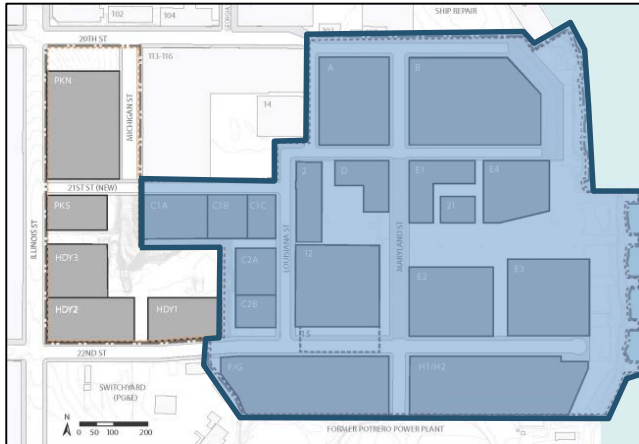 SHIP REPAIR
102
104
GEORGIA
20TH ST
113-116
PKN
MICHIGAN ST
14
A
B
21ST ST (NEW)
ILLINOIS ST
PKS
C1A
C1B
C1C
LOUISIANA ST
2
D
MARYLAND ST
E1
21
E4
HDY3
C2A
12
HDY2
HDY1
C2B
E2
E3
15
22ND ST
F/G
H1/H2
SWITCHYARD
(PG&E)
N
0 50 100 200
FORMER POTRERO POWER PLANT